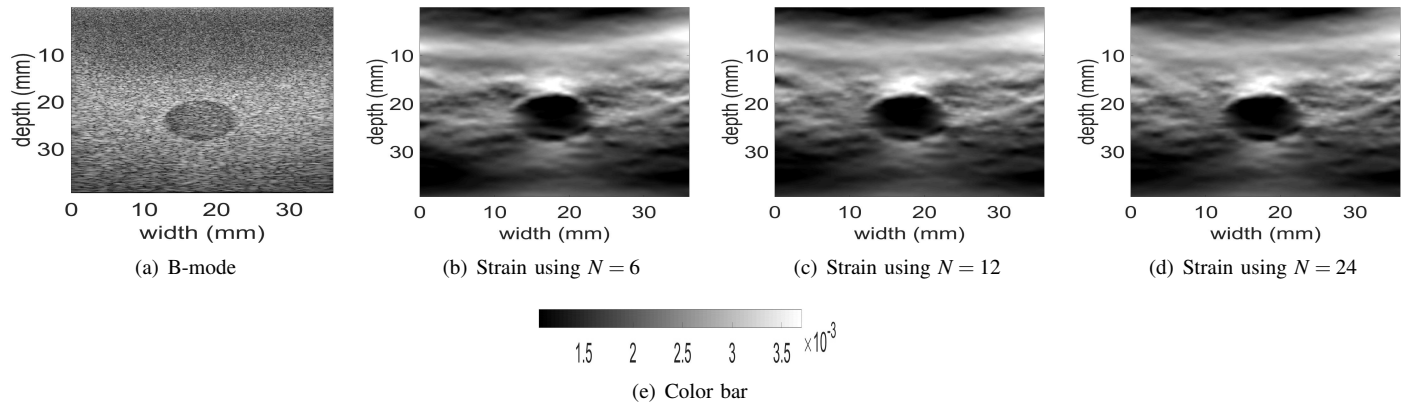 depth (mm)
10
20
30
0
10
20
30
width (mm)
(a) B-mode
depth (mm)
10
20
30
0
10
20
30
width (mm)
(b) Strain using N = 6
depth (mm)
10
20
30
0
10
20
30
width (mm)
(c) Strain using N = 12
depth (mm)
10
20
30
0
10
20
30
width (mm)
(d) Strain using N = 24
1.5 2 2.5 3 3.5 ×10⁻³
(e) Color bar